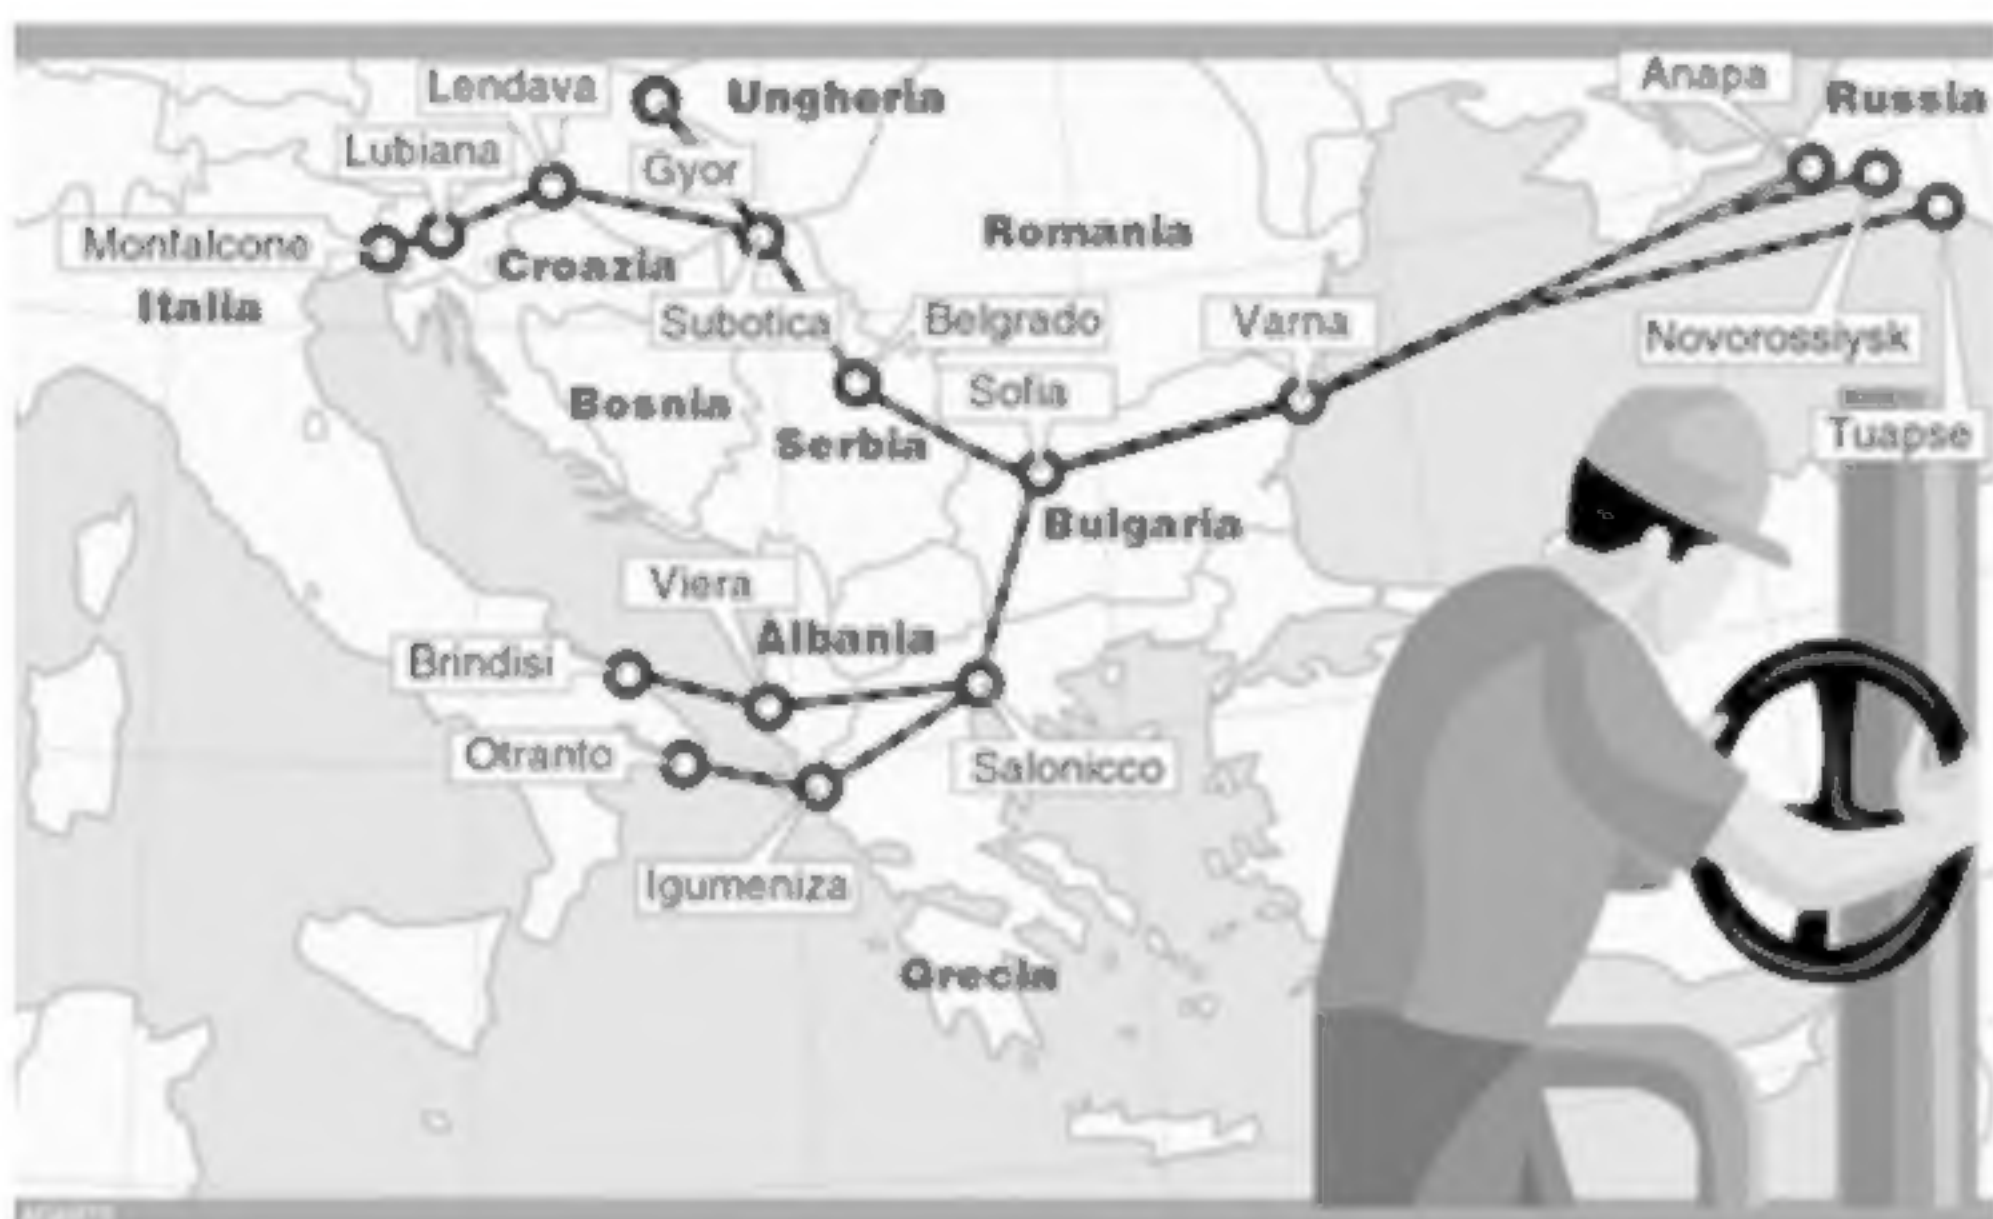 Anapa
Russia
Lendava
Ungheria
Lubiana
Gyor
Monfalcone
Croazia
Romania
Italia
Subotica
Belgrado
Varna
Novorossiysk
Sofia
Bosnia
Serbia
Tuapse
Bulgaria
Viera
Albania
Brindisi
Otranto
Salonicco
Igumeniza
Grecia